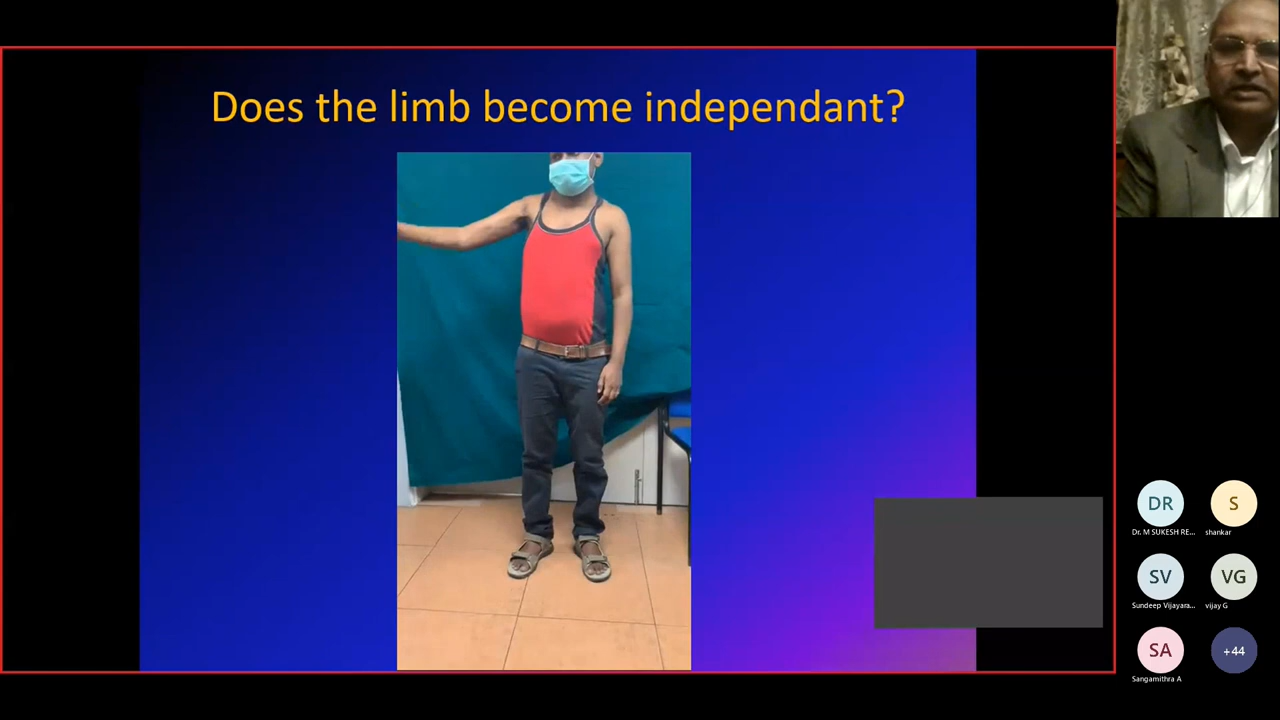 Does the limb become independant?
DR
S
Dr. M SUKESH RE...
shankar
SV
VG
Sundeep Vijayara...
vijay G
SA
+44
Sangamithra A